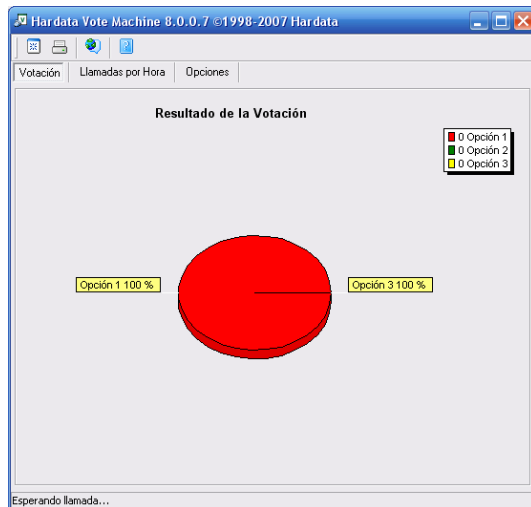 Hardata Vote Machine 8.0.0.7 ©1998-2007 Hardata
Votación Llamadas por Hora Opciones
Resultado de la Votación
0 Opción 1
0 Opción 2
0 Opción 3
Opción 1 100 % Opción 3 100 %
Esperando llamada...